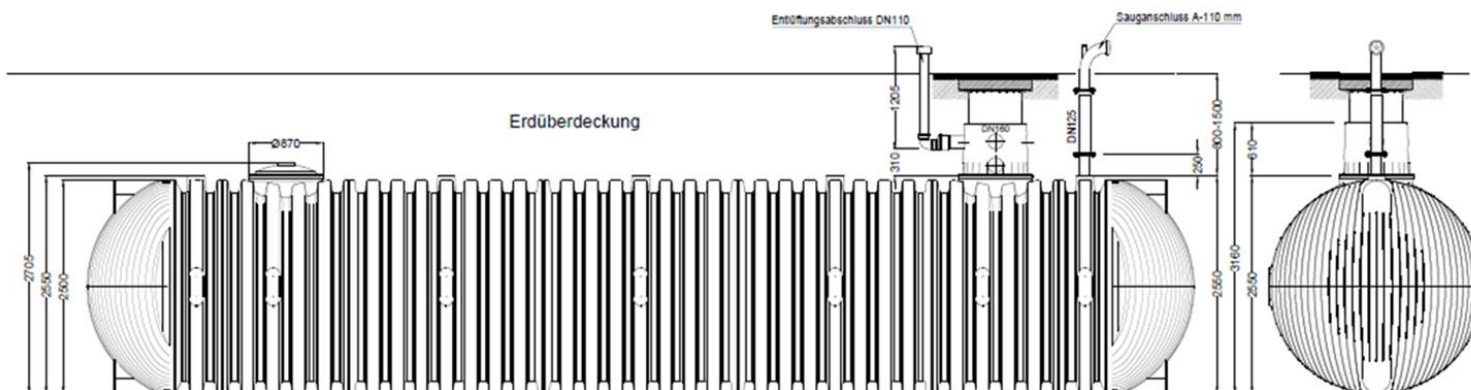 Entlüftungsabschluss DN110
Sauganschluss A-110 mm
Erdüberdeckung
Ø870
1205
310
DN160
DN125
250
800-1500
610
2705
2550
2500
2550
3160
2550